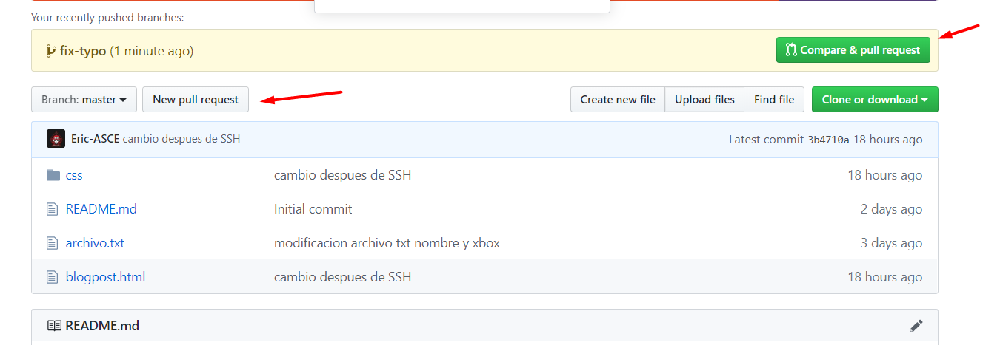 Your recently pushed branches:
fix-typo (1 minute ago) Compare & pull request
Branch: master New pull request Create new file Upload files Find file Clone or download
Eric-ASCE cambio despues de SSH Latest commit 3b4710a 18 hours ago
css cambio despues de SSH 18 hours ago
README.md Initial commit 2 days ago
archivo.txt modificacion archivo txt nombre y xbox 3 days ago
blogpost.html cambio despues de SSH 18 hours ago
README.md